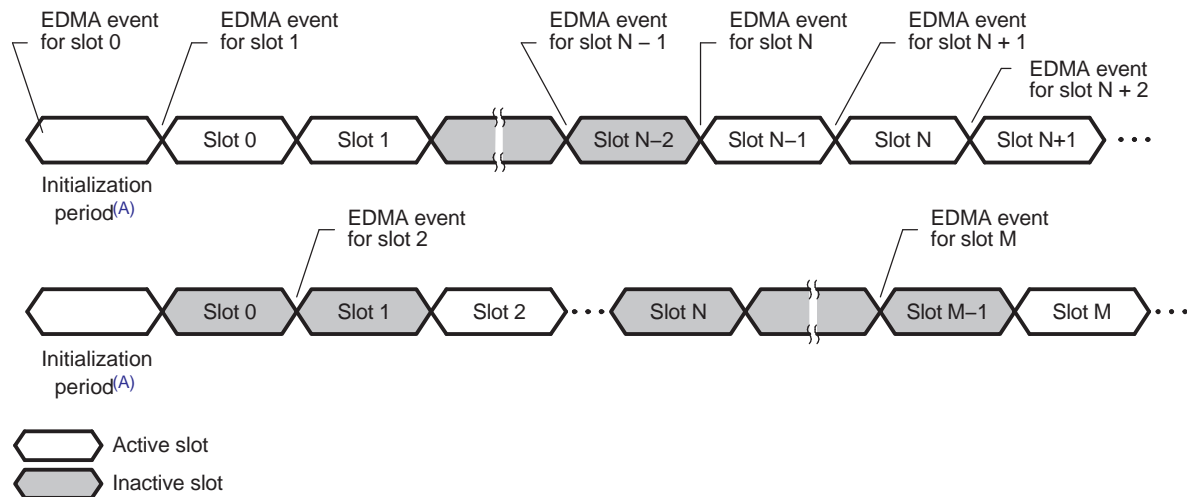 EDMA event
for slot 0
EDMA event
for slot 1
EDMA event
for slot N – 1
EDMA event
for slot N
EDMA event
for slot N + 1
EDMA event
for slot N + 2
Slot 0
Slot 1
Slot N–2
Slot N–1
Slot N
Slot N+1
Initialization
period(A)
EDMA event
for slot 2
EDMA event
for slot M
Slot 0
Slot 1
Slot 2
Slot N
Slot M–1
Slot M
Initialization
period(A)
Active slot
Inactive slot